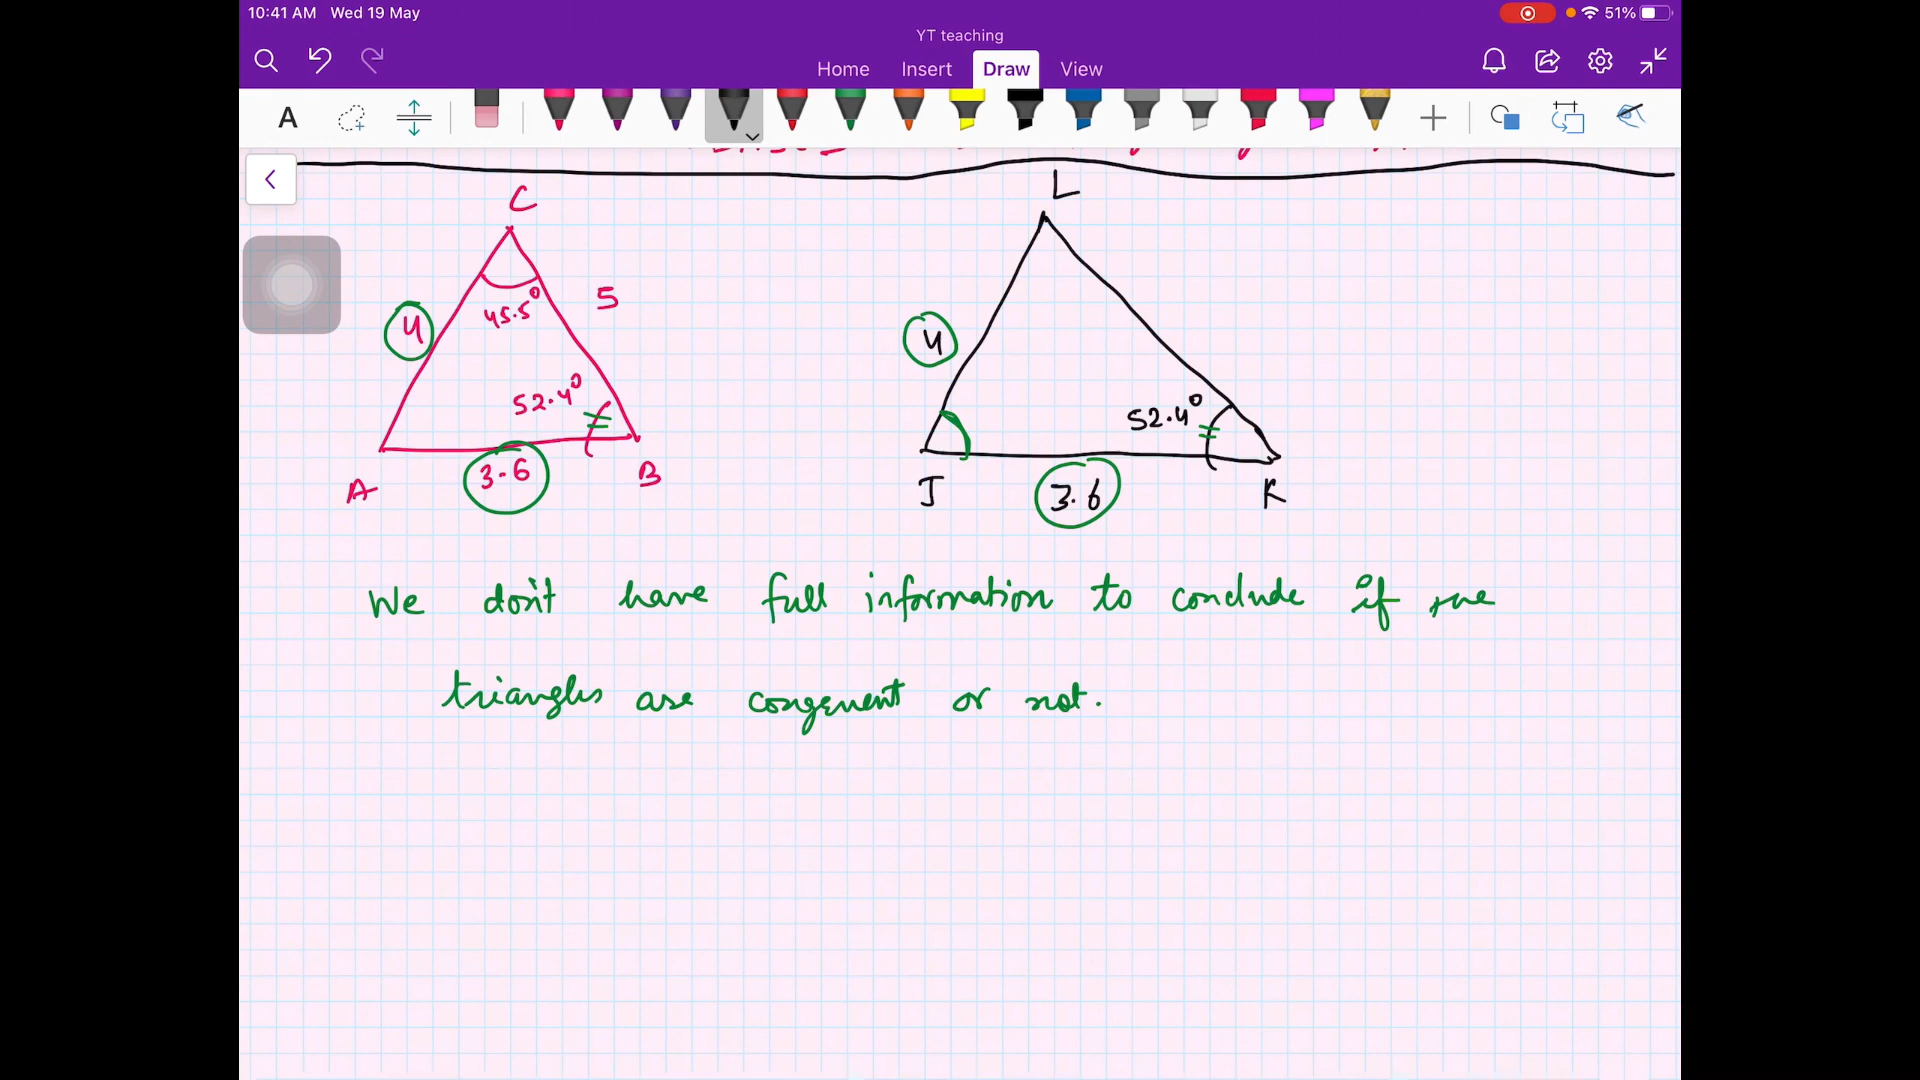 10:41 AM Wed 19 May
51%
YT teaching
Home Insert Draw View
A
C
L
45.5°
5
4
4
52.4°
52.4°
A
3.6
B
J
3.6
K
We don't have full information to conclude if the
triangles are congruent or not.